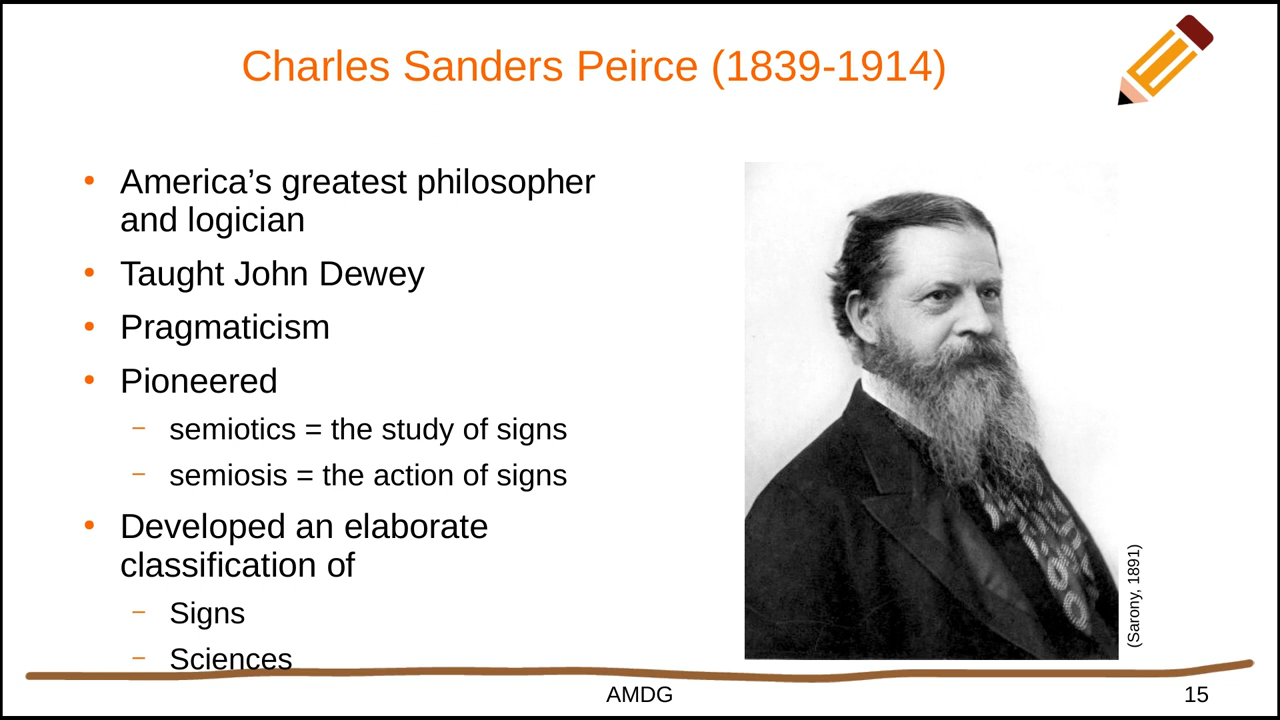 Charles Sanders Peirce (1839-1914)
• America’s greatest philosopher
and logician
• Taught John Dewey
• Pragmaticism
• Pioneered
– semiotics = the study of signs
– semiosis = the action of signs
• Developed an elaborate
classification of
– Signs
– Sciences
(Sarony, 1891)
AMDG
15